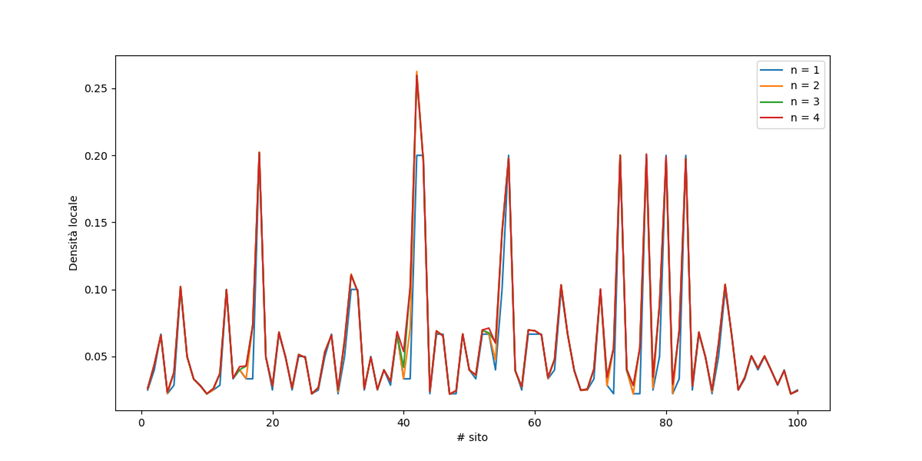 0.25
0.20
0.15
0.10
0.05
Densità locale
0 20 40 60 80 100
# sito
n = 1
n = 2
n = 3
n = 4